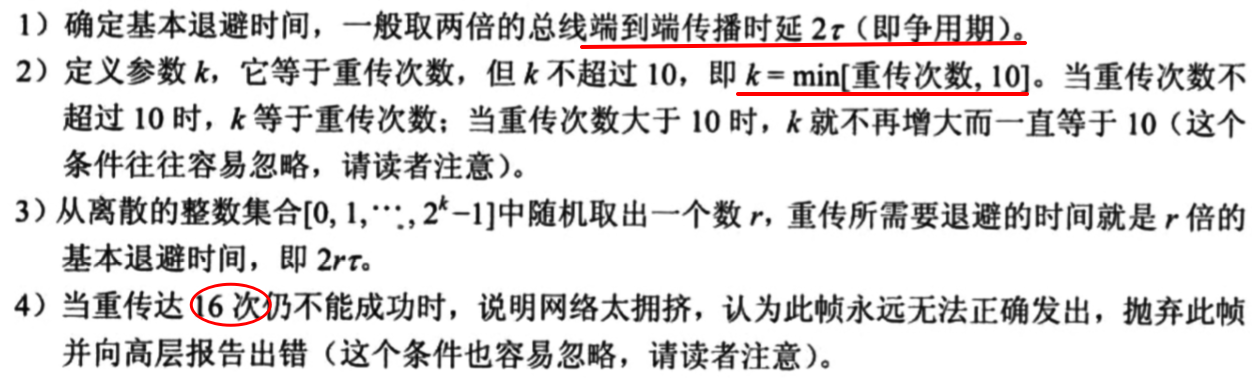 1）确定基本退避时间，一般取两倍的总线端到端传播时延 2τ（即争用期）。
2）定义参数 k，它等于重传次数，但 k 不超过 10，即 k = min[重传次数, 10]。当重传次数不
超过 10 时，k 等于重传次数；当重传次数大于 10 时，k 就不再增大而一直等于 10（这个
条件往往容易忽略，请读者注意）。
3）从离散的整数集合[0, 1,…, 2^k−1]中随机取出一个数 r，重传所需要退避的时间就是 r 倍的
基本退避时间，即 2rτ。
4）当重传达 16 次仍不能成功时，说明网络太拥挤，认为此帧永远无法正确发出，抛弃此帧
并向高层报告出错（这个条件也容易忽略，请读者注意）。